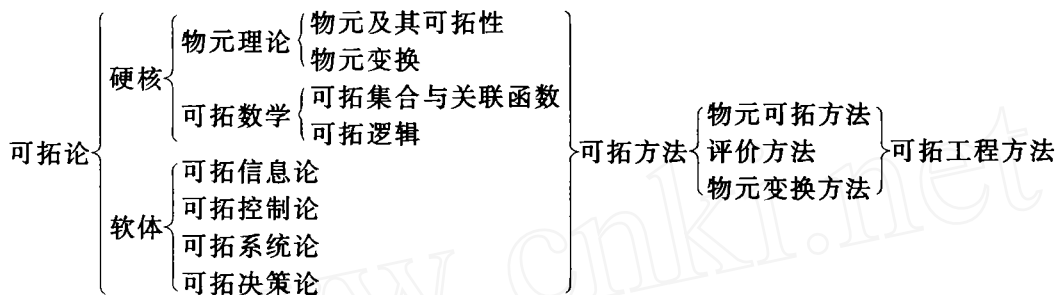 可拓论
硬核
物元理论
物元及其可拓性
物元变换
可拓数学
可拓集合与关联函数
可拓逻辑
软体
可拓信息论
可拓控制论
可拓系统论
可拓决策论
可拓方法
物元可拓方法
评价方法
物元变换方法
可拓工程方法
www.cnki.net